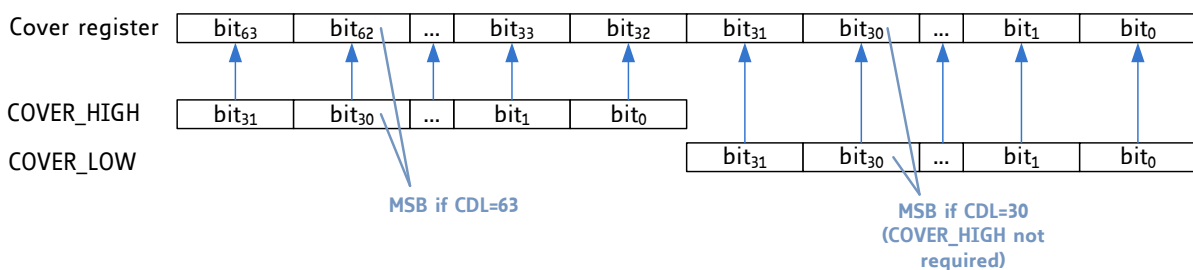 Cover register bit63 bit62 ... bit33 bit32 bit31 bit30 ... bit1 bit0
COVER_HIGH bit31 bit30 ... bit1 bit0
COVER_LOW bit31 bit30 ... bit1 bit0
MSB if CDL=63
MSB if CDL=30
(COVER_HIGH not
required)